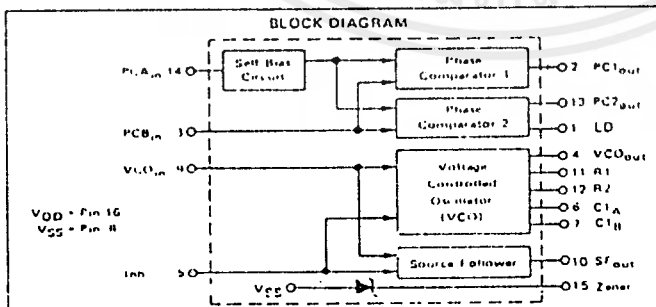 BLOCK DIAGRAM
PCAin 14
Self Bias
Circuit
Phase
Comparator 1
2 PC1out
Phase
Comparator 2
13 PC2out
1 LD
PCBin 3
VCOin 9
Voltage
Controlled
Oscillator
(VCO)
4 VCOout
11 R1
12 R2
6 C1A
7 C1B
VDD = Pin 16
VSS = Pin 8
Source Follower
10 SFout
Inh 5
VSS
15 Zener